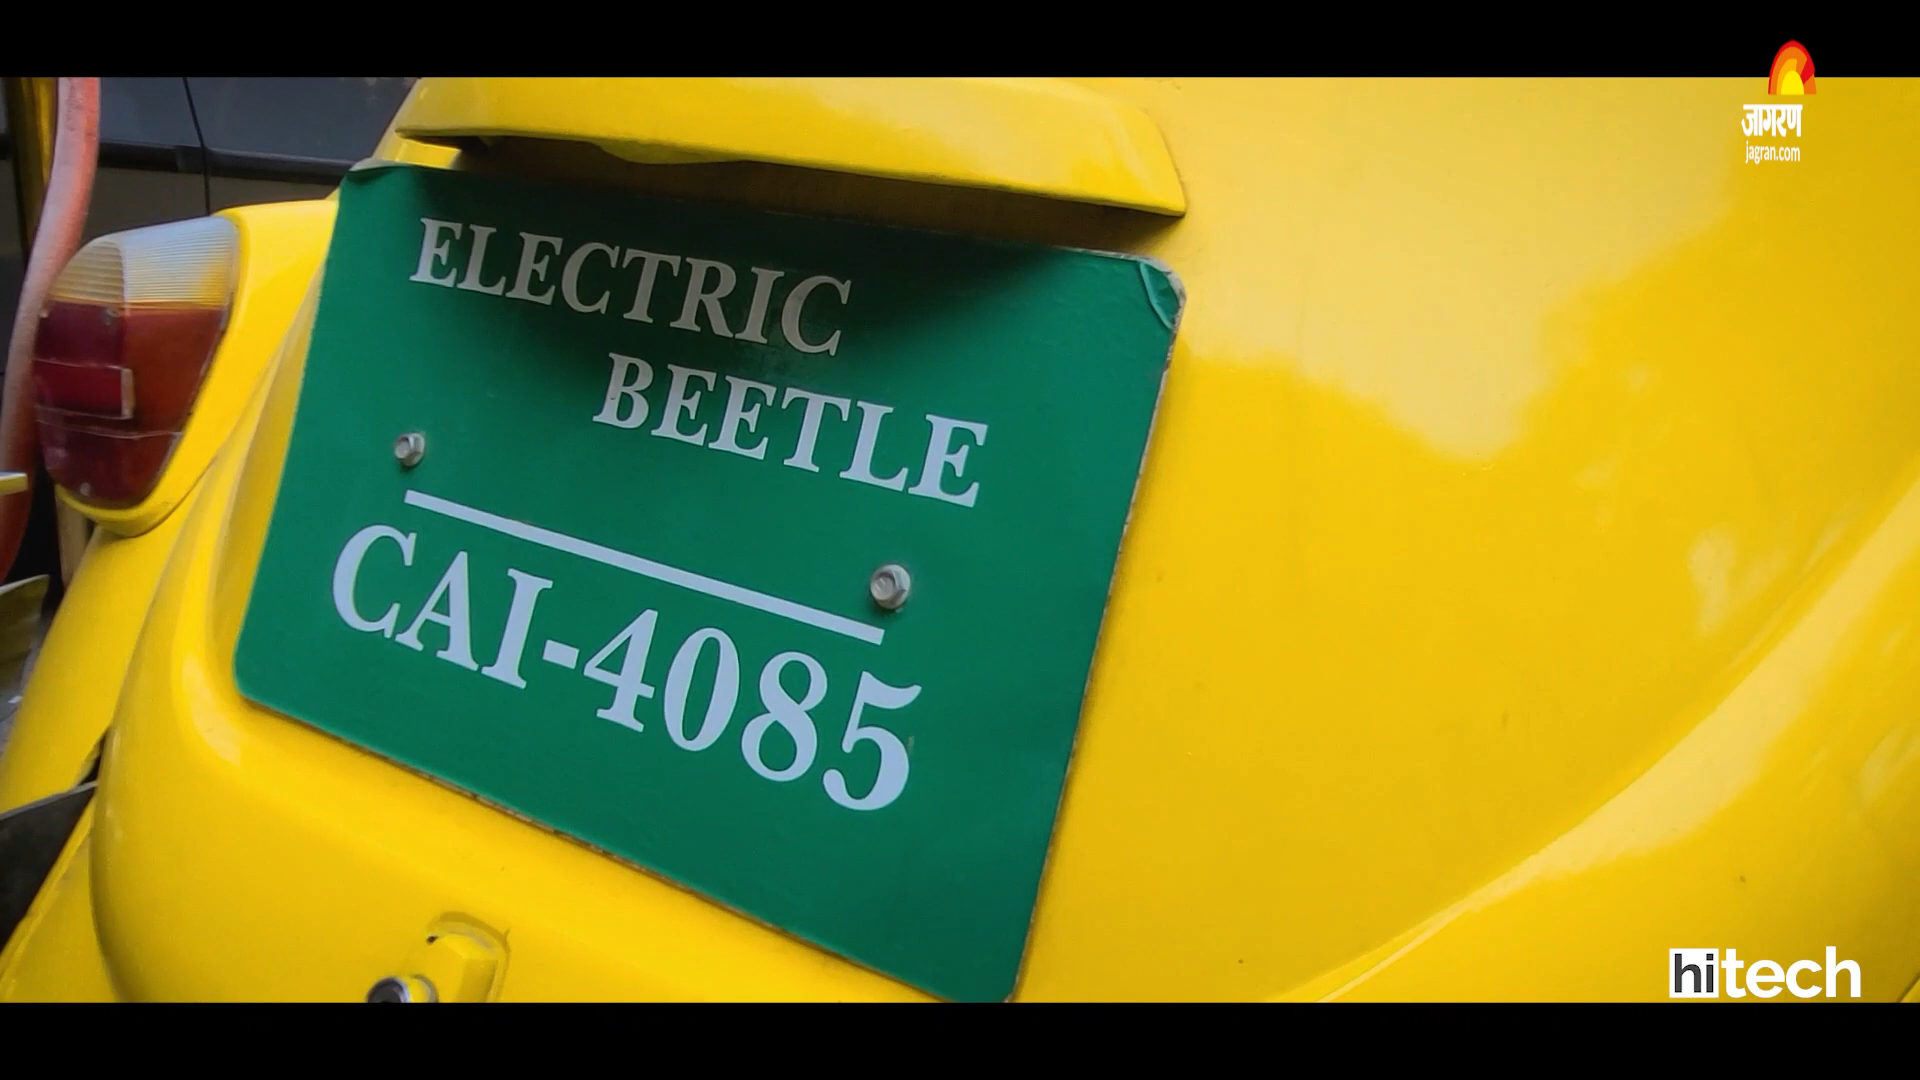 जागरण
jagran.com
ELECTRIC
BEETLE
CAI-4085
hitech